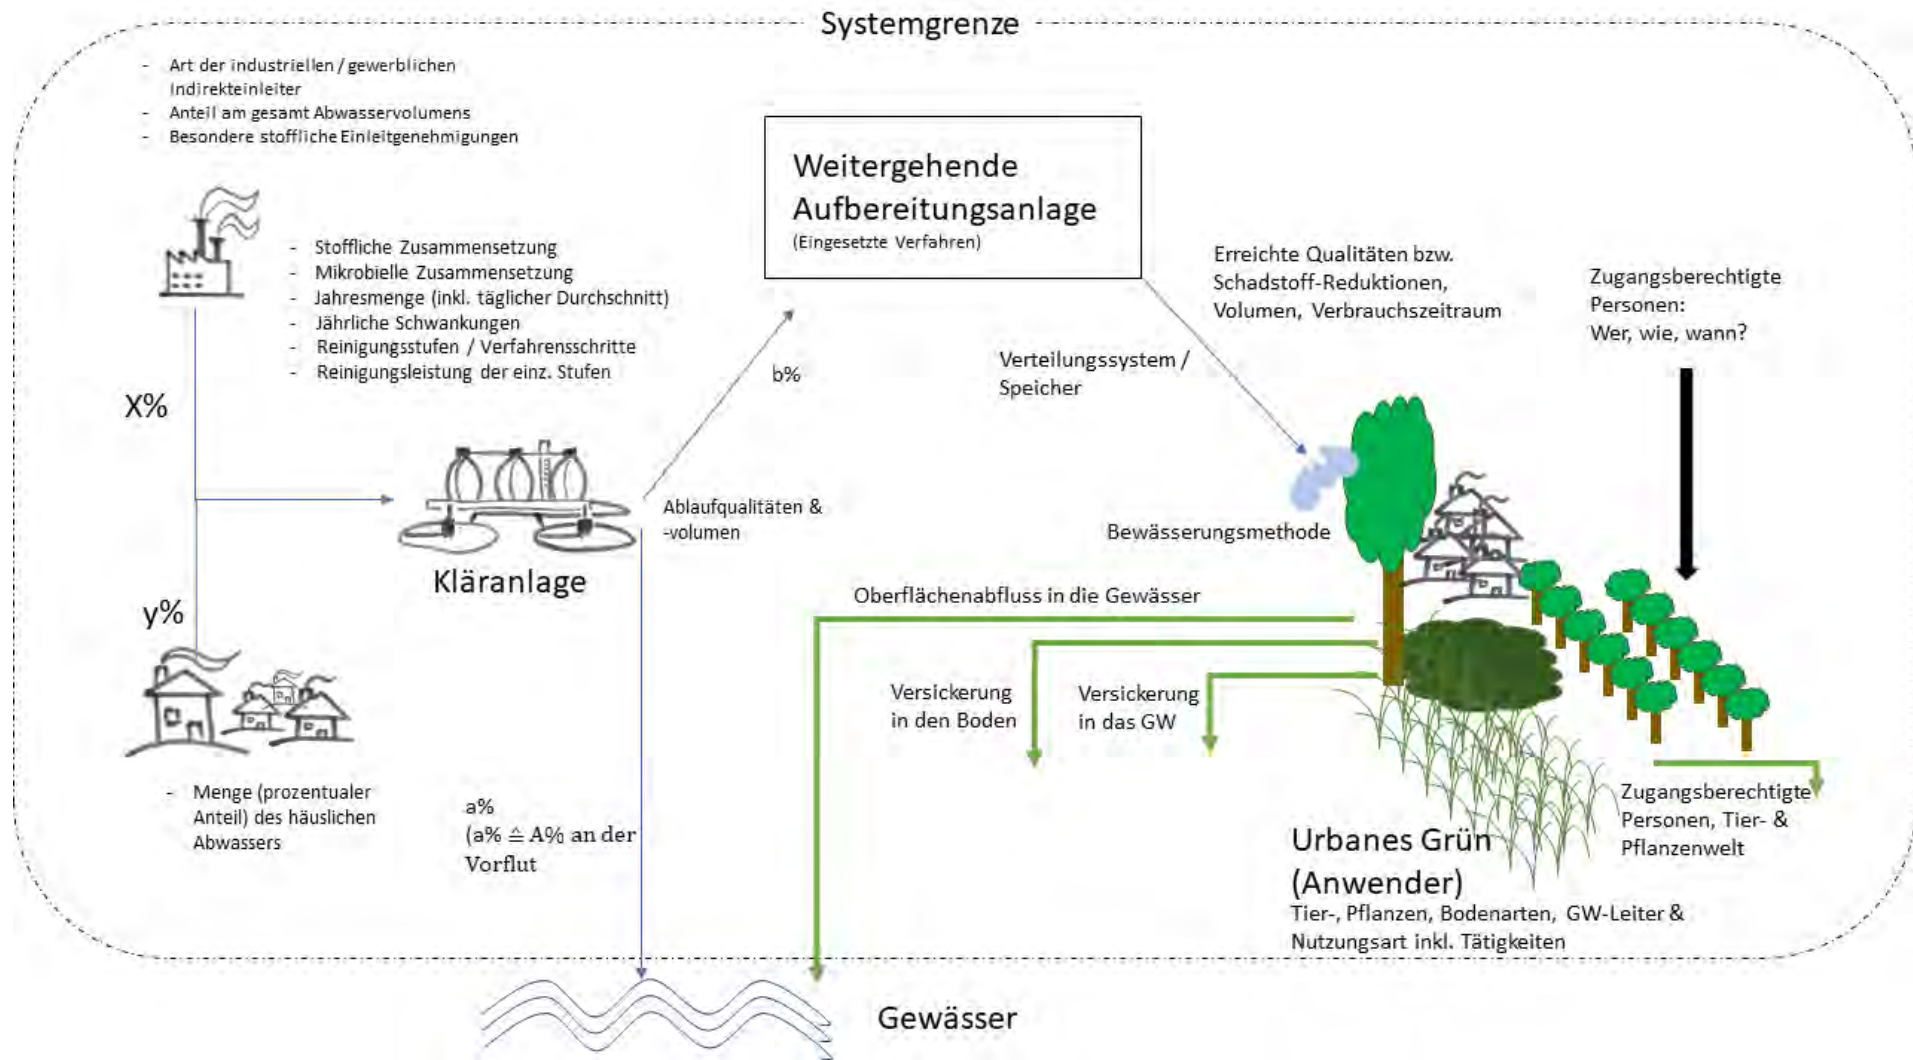 Systemgrenze
- Art der industriellen / gewerblichen
Indirekteinleiter
- Anteil am gesamt Abwasservolumens
- Besondere stoffliche Einleitgenehmigungen
Weitergehende
Aufbereitungsanlage
(Eingesetzte Verfahren)
- Stoffliche Zusammensetzung
- Mikrobielle Zusammensetzung
- Jahresmenge (inkl. täglicher Durchschnitt)
- Jährliche Schwankungen
- Reinigungsstufen / Verfahrensschritte
- Reinigungsleistung der einz. Stufen
Erreichte Qualitäten bzw.
Schadstoff-Reduktionen,
Volumen, Verbrauchszeitraum
Zugangsberechtigte
Personen:
Wer, wie, wann?
Verteilungssystem /
Speicher
b%
X%
Ablaufqualitäten &
-volumen
Bewässerungsmethode
Kläranlage
Oberflächenabfluss in die Gewässer
y%
Versickerung
in den Boden
Versickerung
in das GW
- Menge (prozentualer
Anteil) des häuslichen
Abwassers
a%
(a% ≙ A% an der
Vorflut
Zugangsberechtigte
Personen, Tier- &
Pflanzenwelt
Urbanes Grün
(Anwender)
Tier-, Pflanzen, Bodenarten, GW-Leiter &
Nutzungsart inkl. Tätigkeiten
Gewässer